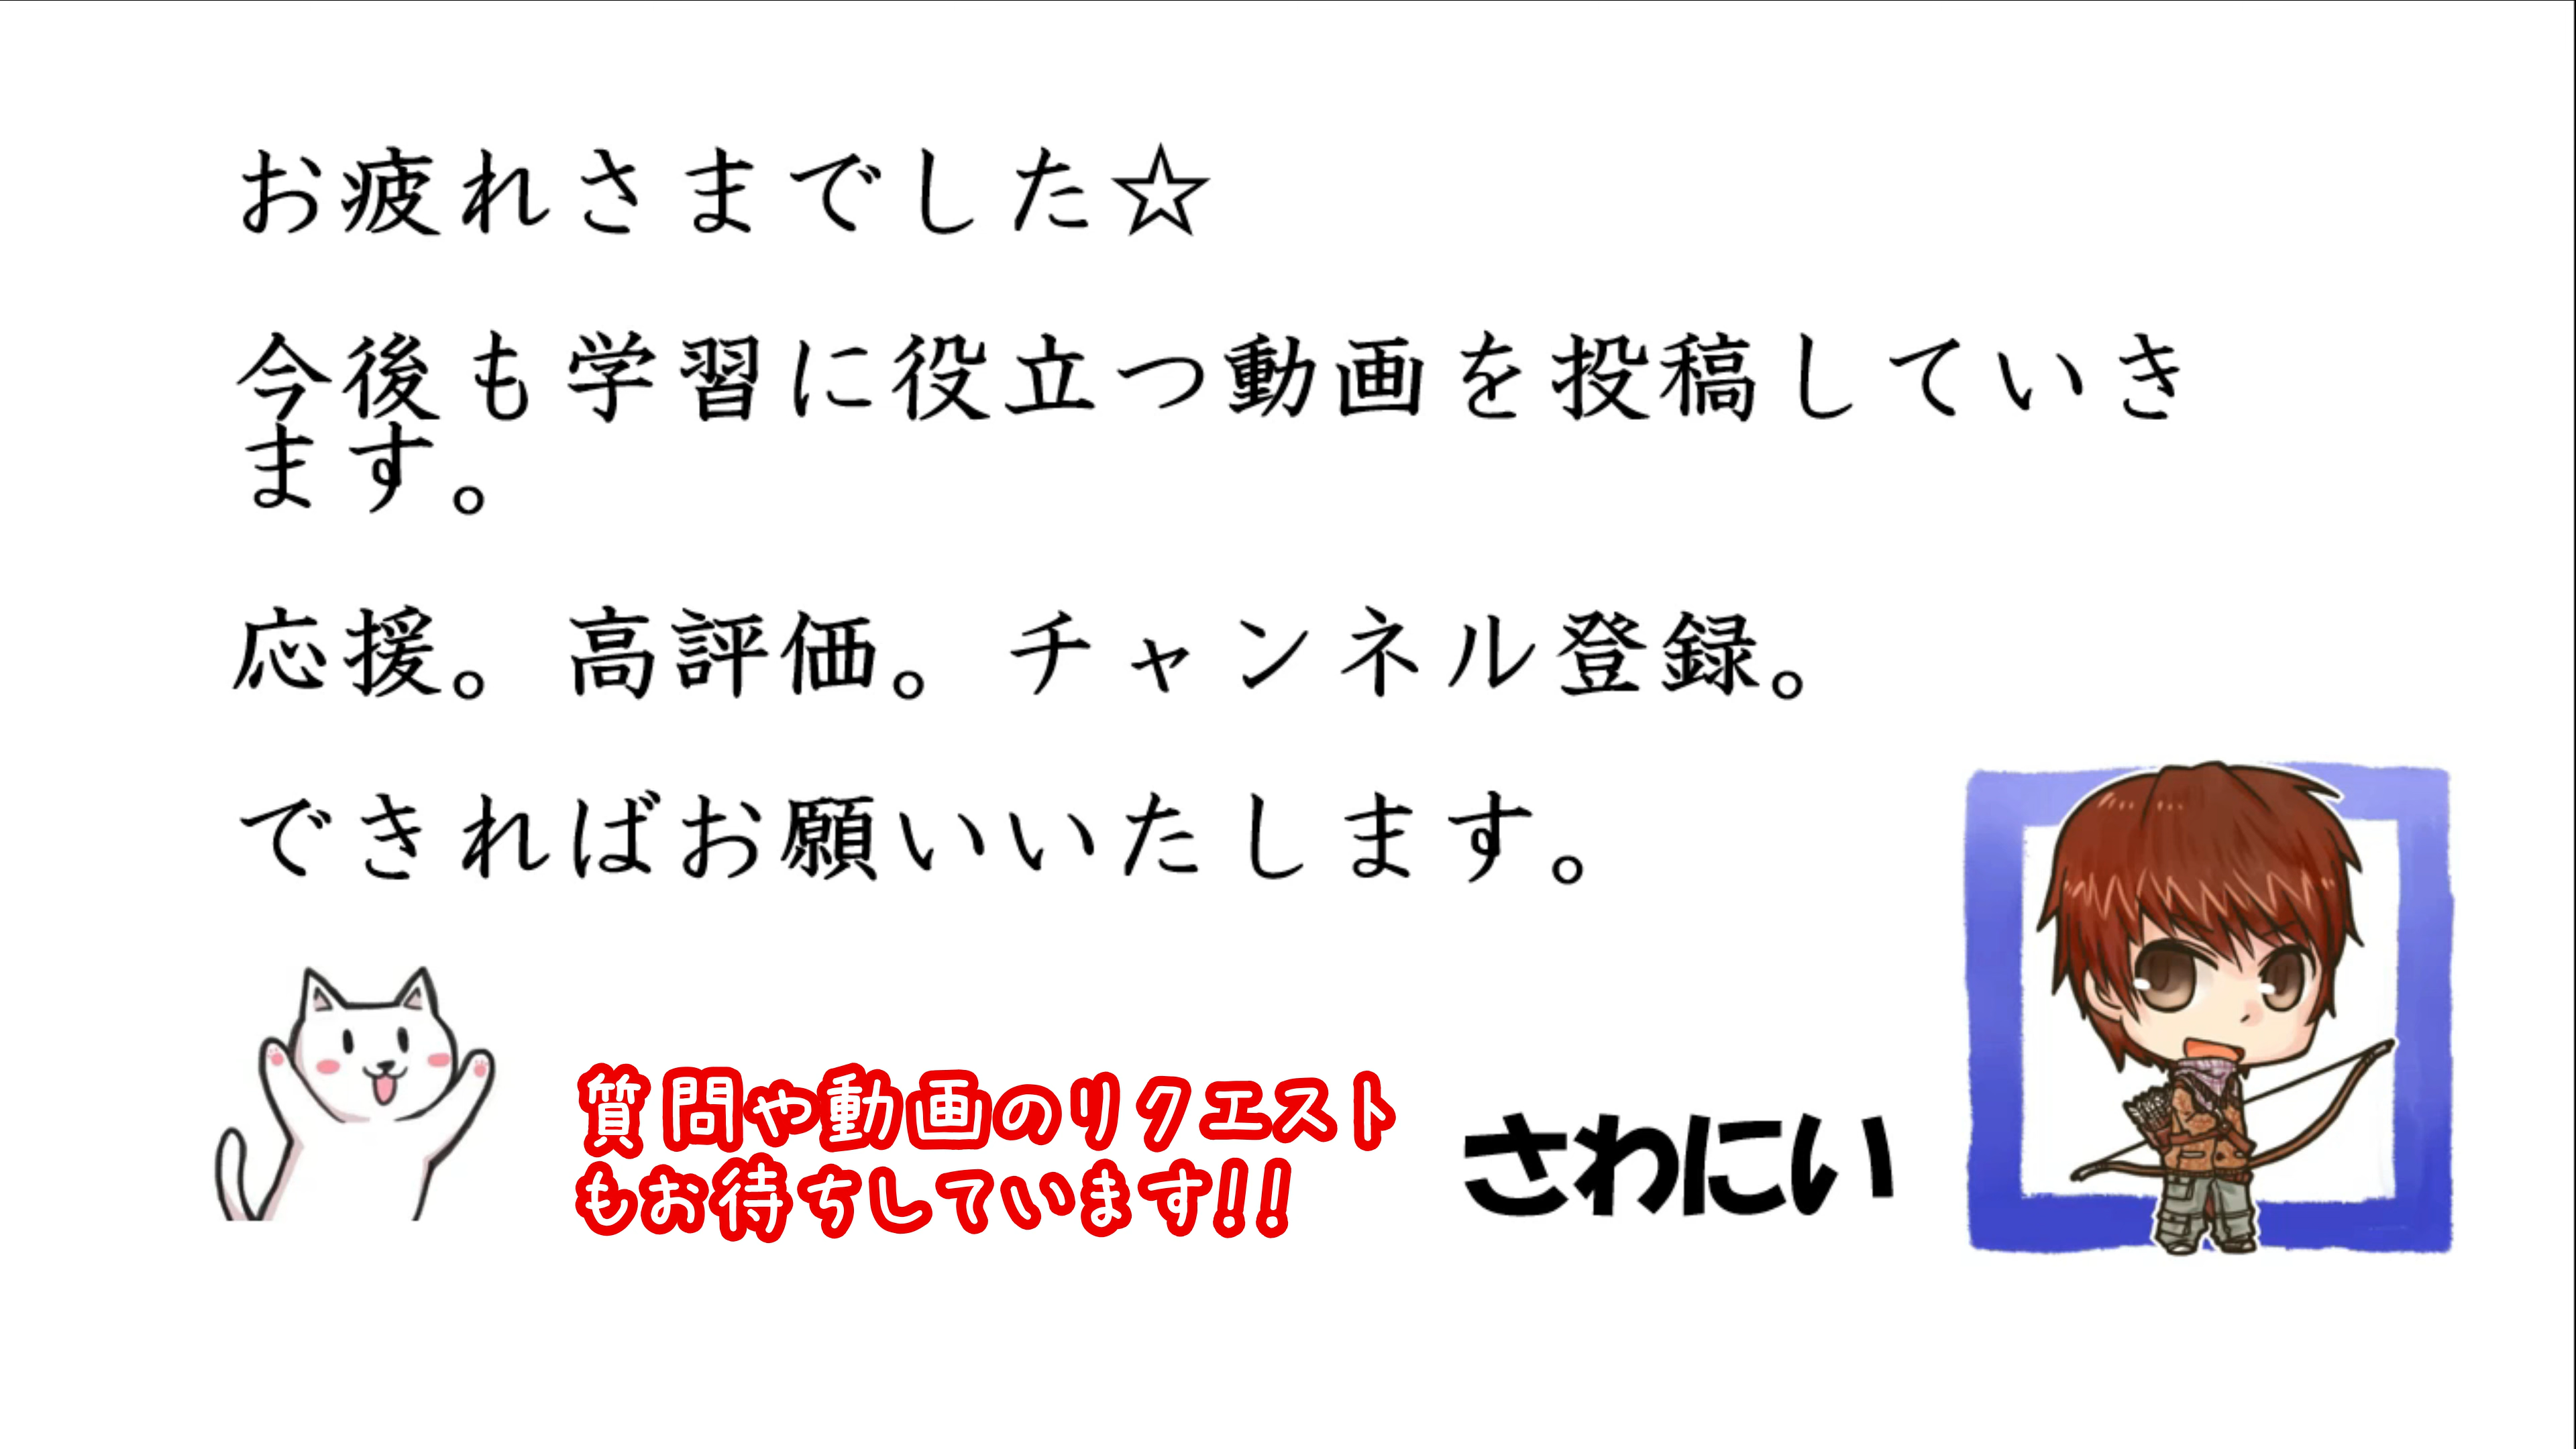 お疲れさまでした☆
今後も学習に役立つ動画を投稿していき
ます。
応援。高評価。チャンネル登録。
できればお願いいたします。
質問や動画のリクエスト
もお待ちしています!!
さわにい